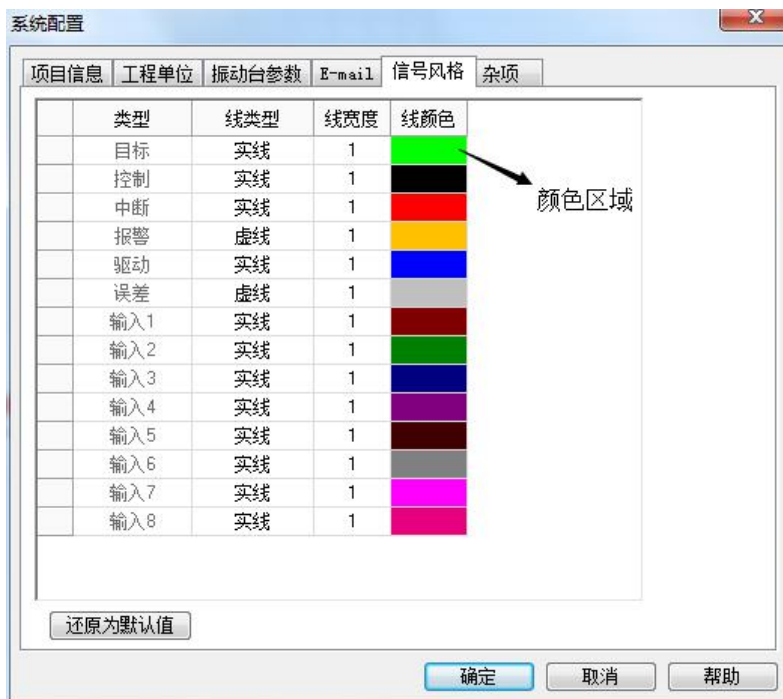 系统配置
项目信息 工程单位 振动台参数 E-mail 信号风格 杂项
类型 线类型 线宽度 线颜色
目标 实线 1
控制 实线 1
颜色区域
中断 实线 1
报警 虚线 1
驱动 实线 1
误差 虚线 1
输入1 实线 1
输入2 实线 1
输入3 实线 1
输入4 实线 1
输入5 实线 1
输入6 实线 1
输入7 实线 1
输入8 实线 1
还原为默认值
确定 取消 帮助